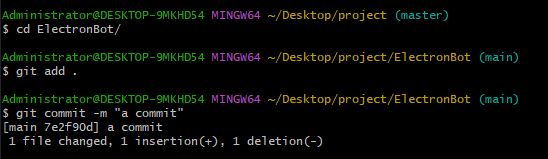 Administrator@DESKTOP-9MKHD54 MINGW64 ~/Desktop/project (master)
$ cd ElectronBot/
Administrator@DESKTOP-9MKHD54 MINGW64 ~/Desktop/project/ElectronBot (main)
$ git add .
Administrator@DESKTOP-9MKHD54 MINGW64 ~/Desktop/project/ElectronBot (main)
$ git commit -m "a commit"
[main 7e2f90d] a commit
 1 file changed, 1 insertion(+), 1 deletion(-)